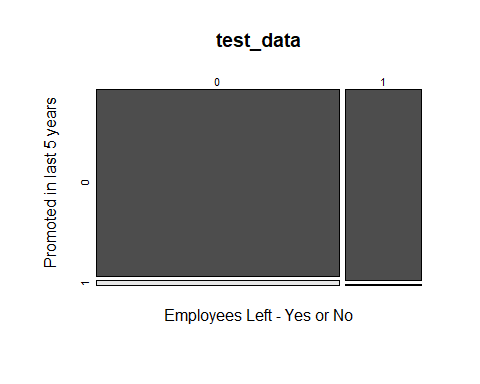 test_data
0 1
Promoted in last 5 years
0
1
Employees Left - Yes or No